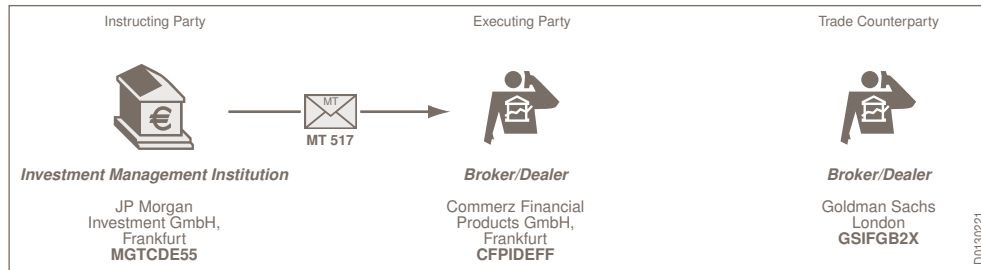 Instructing Party
Executing Party
Trade Counterparty
€
MT
MT 517
Investment Management Institution
Broker/Dealer
Broker/Dealer
JP Morgan
Investment GmbH,
Frankfurt
MGTCDE55
Commerz Financial
Products GmbH,
Frankfurt
CFPIDEFF
Goldman Sachs
London
GSIFGB2X
D0130221